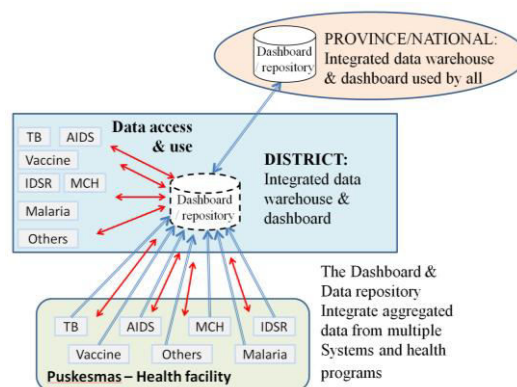 PROVINCE/NATIONAL:
Integrated data warehouse
& dashboard used by all
Dashboard
/ repository
Data access
& use
TB AIDS
Vaccine
IDSR MCH
Malaria
Others
Dashboard
/ repository
DISTRICT:
Integrated data
warehouse &
dashboard
The Dashboard &
Data repository
Integrate aggregated
data from multiple
Systems and health
programs
TB AIDS MCH IDSR
Vaccine Others Malaria
Puskesmas – Health facility